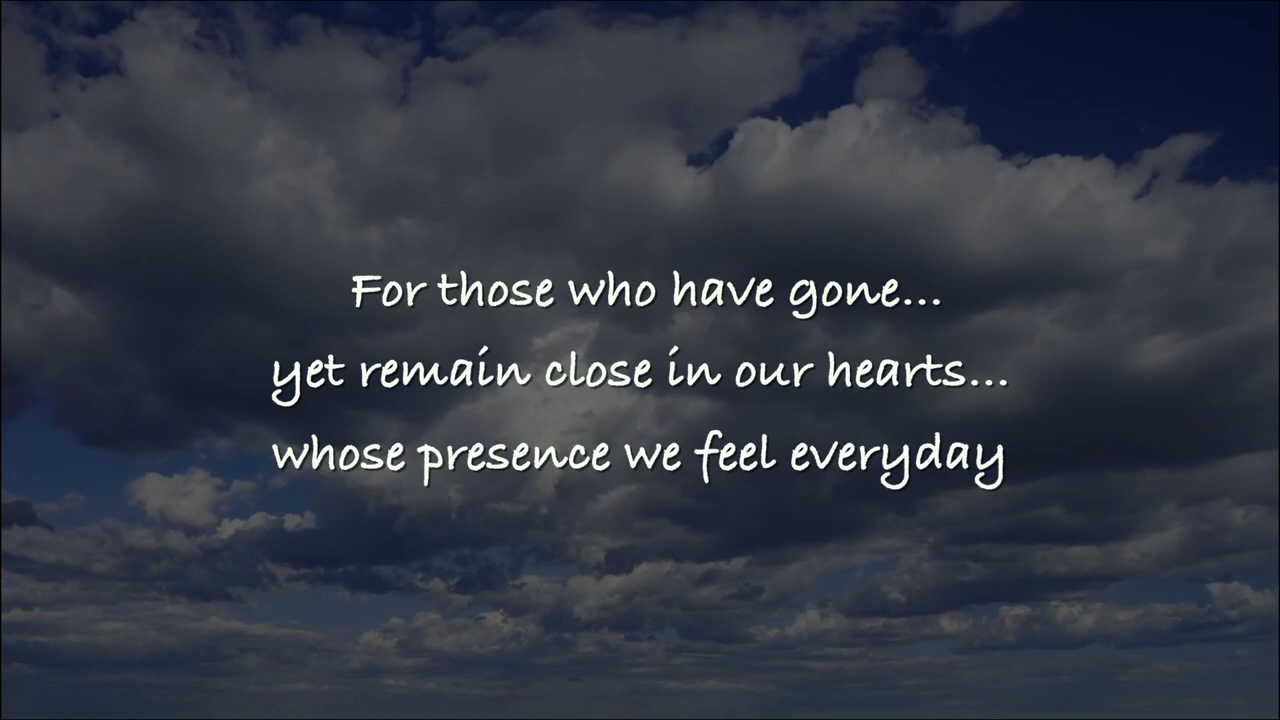 For those who have gone...
yet remain close in our hearts...
whose presence we feel everyday